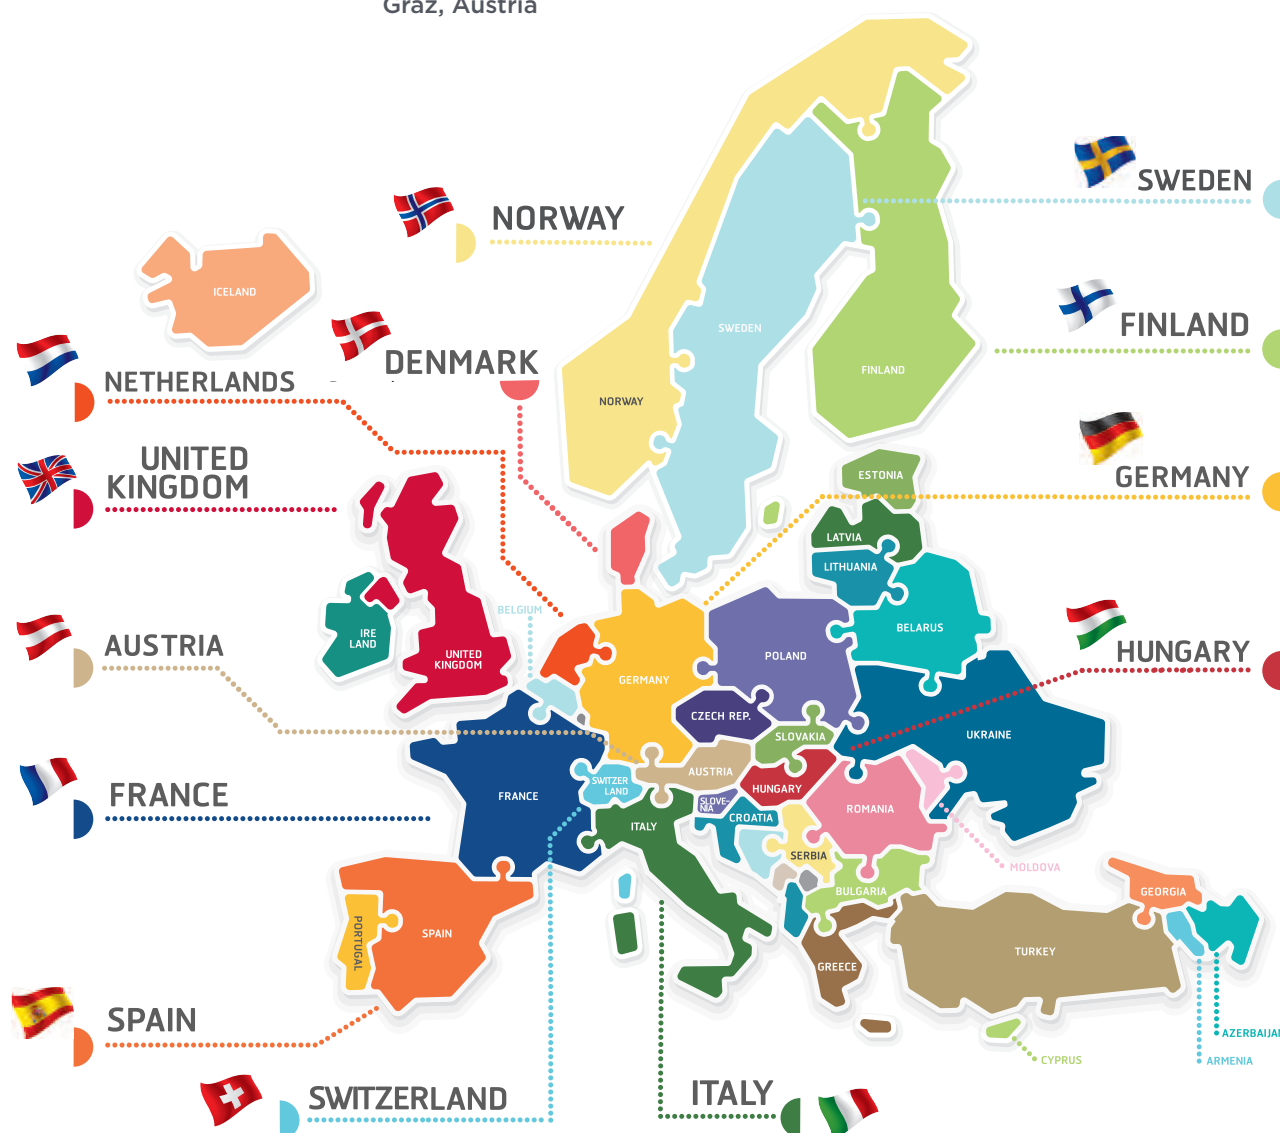 Graz, Austria
SWEDEN
NORWAY
ICELAND
FINLAND
SWEDEN
DENMARK
NETHERLANDS
FINLAND
NORWAY
UNITED
KINGDOM
ESTONIA
GERMANY
LATVIA
LITHUANIA
BELGIUM
BELARUS
IRE
LAND
AUSTRIA
HUNGARY
UNITED
KINGDOM
POLAND
GERMANY
CZECH REP.
SLOVAKIA
UKRAINE
AUSTRIA
SWITZER
LAND
HUNGARY
FRANCE
FRANCE
SLOVE-
NIA
ROMANIA
CROATIA
ITALY
SERBIA
MOLDOVA
BULGARIA
GEORGIA
PORTUGAL
SPAIN
TURKEY
GREECE
SPAIN
AZERBAIJAN
CYPRUS
ARMENIA
SWITZERLAND
ITALY